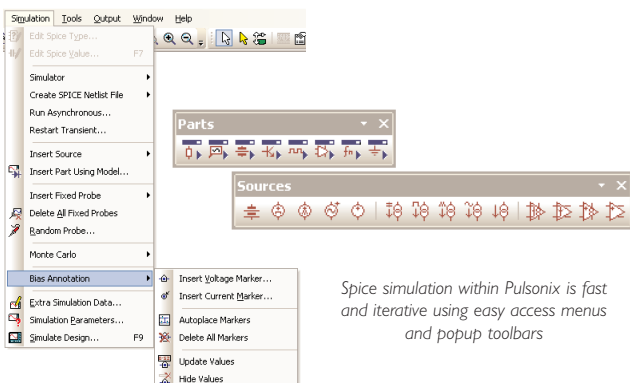 Simulation Tools Output Window Help
Edit Spice Type...
Edit Spice Value... F7
Simulator
Create SPICE Netlist File
Run Asynchronous...
Restart Transient...
Insert Source
Insert Part Using Model...
Insert Fixed Probe
Delete All Fixed Probes
Random Probe...
Monte Carlo
Bias Annotation
Extra Simulation Data...
Simulation Parameters...
Simulate Design... F9
Insert Voltage Marker...
Insert Current Marker...
Autoplace Markers
Delete All Markers
Update Values
Hide Values
Parts
Sources
Spice simulation within Pulsonix is fast
and iterative using easy access menus
and popup toolbars